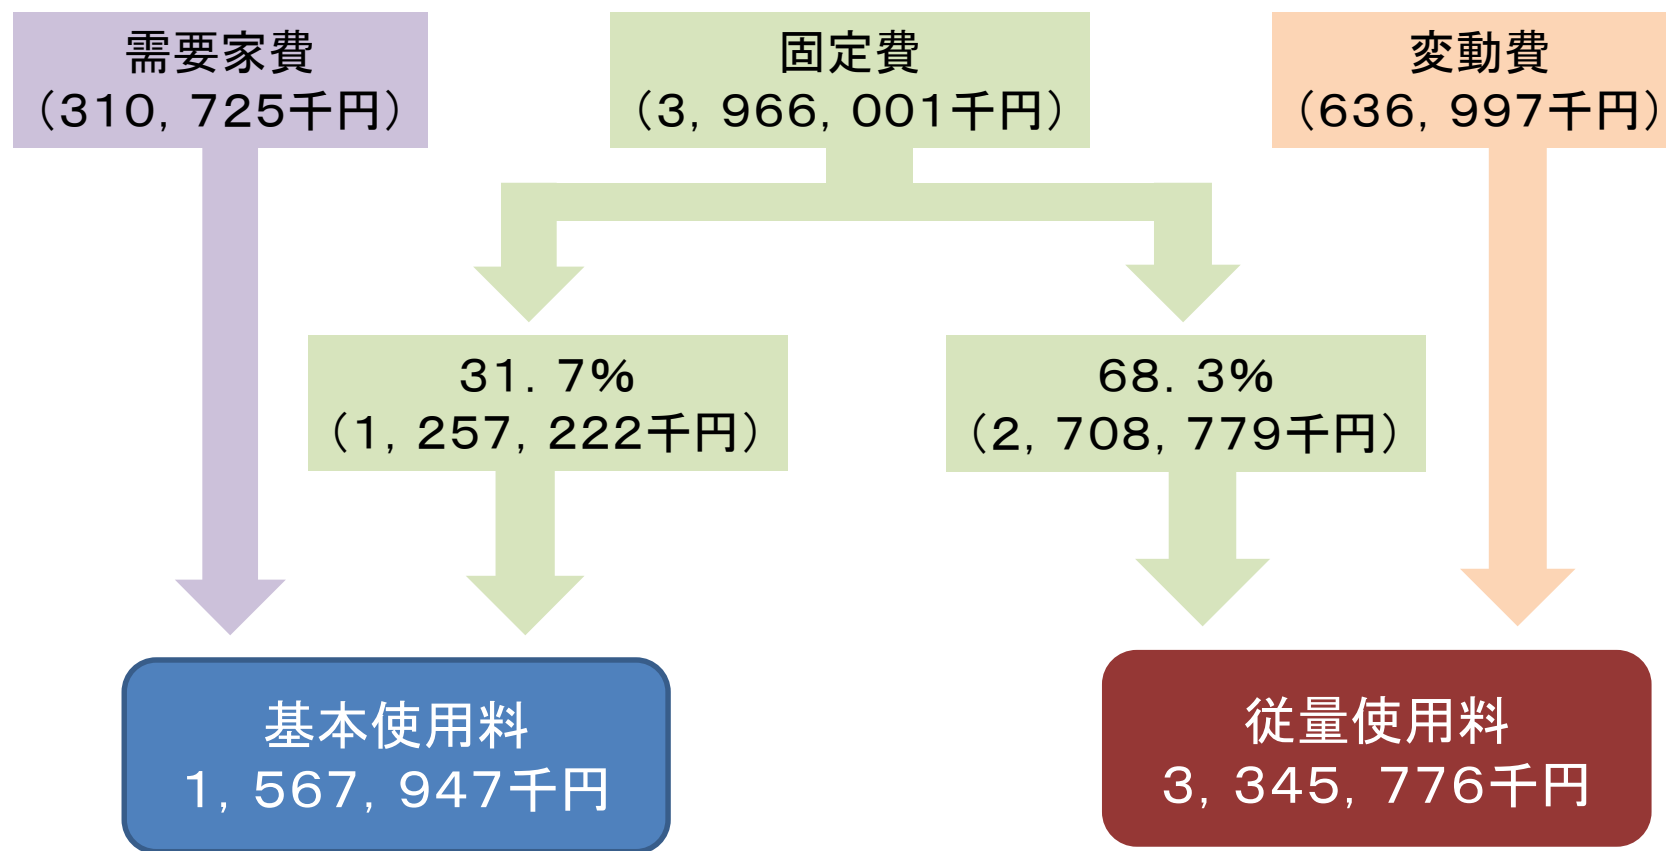 需要家費
（310，725千円）
固定費
（3，966，001千円）
変動費
（636，997千円）
31．7％
（1，257，222千円）
68．3％
（2，708，779千円）
基本使用料
1，567，947千円
従量使用料
3，345，776千円